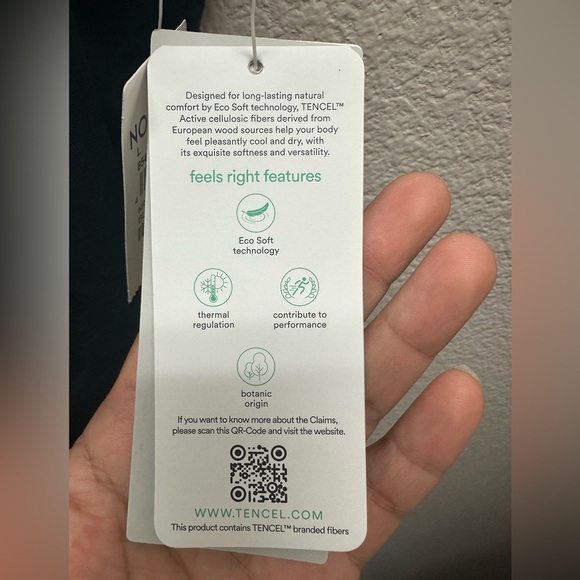 Designed for long-lasting natural
comfort by Eco Soft technology, TENCEL™
Active cellulosic fibers derived from
European wood sources help your body
feel pleasantly cool and dry, with
its exquisite softness and versatility.
feels right features
Eco Soft
technology
thermal
regulation
contribute to
performance
botanic
origin
If you want to know more about the Claims,
please scan this QR-Code and visit the website.
WWW.TENCEL.COM
This product contains TENCEL™ branded fibers
NO
L